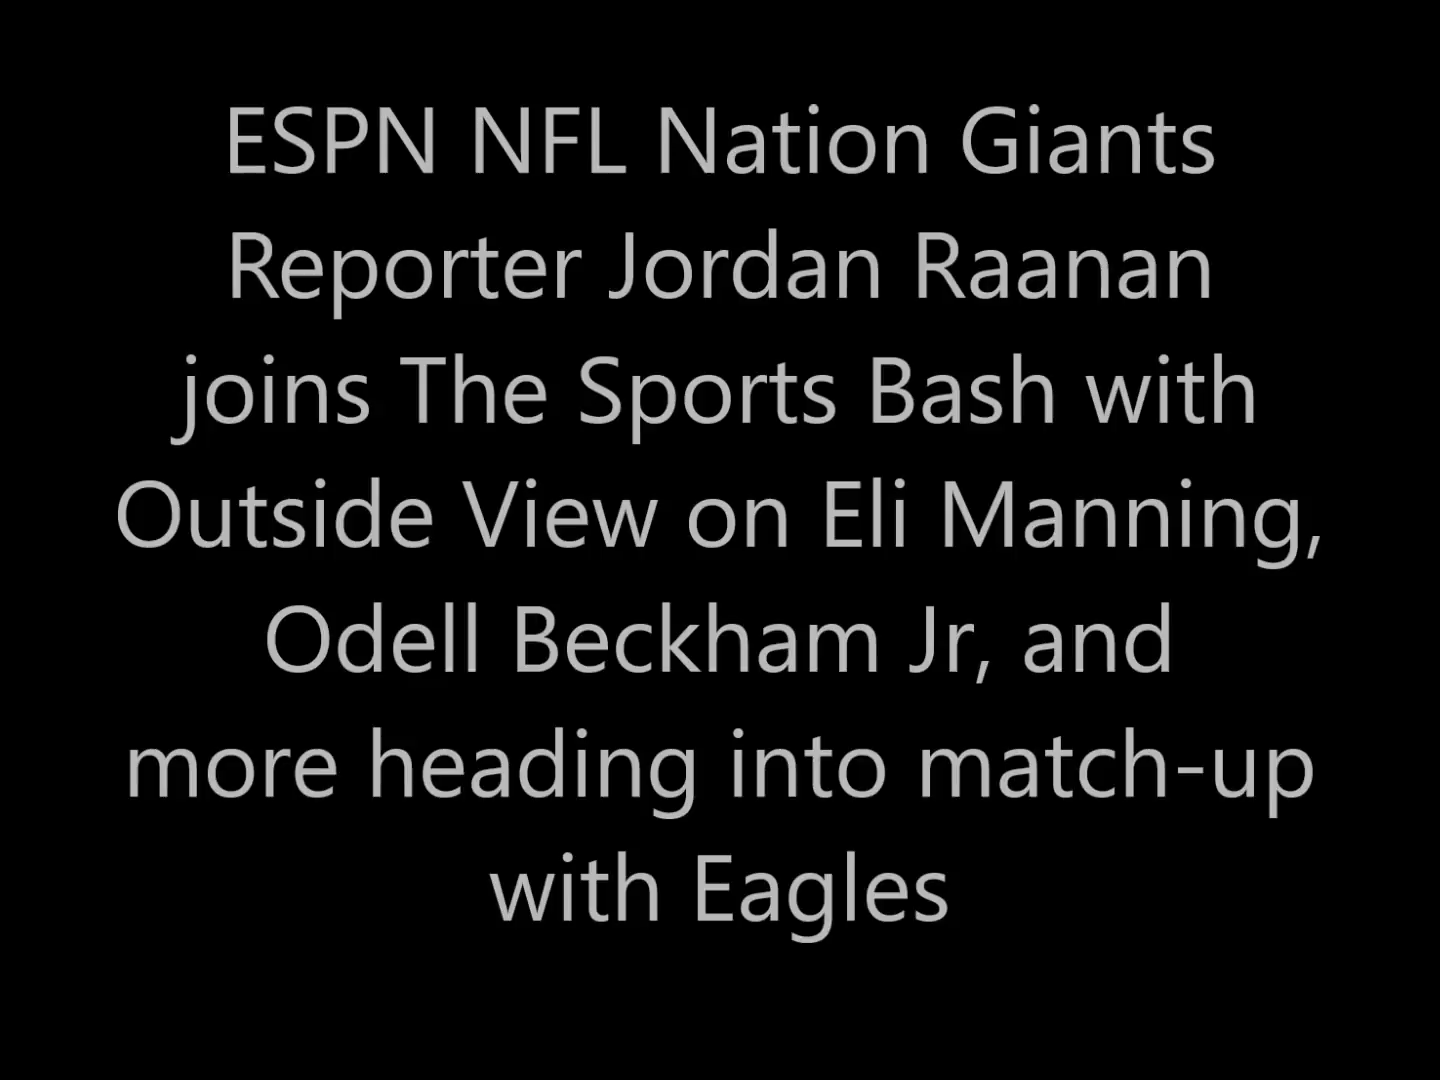 ESPN NFL Nation Giants
Reporter Jordan Raanan
joins The Sports Bash with
Outside View on Eli Manning,
Odell Beckham Jr, and
more heading into match-up
with Eagles